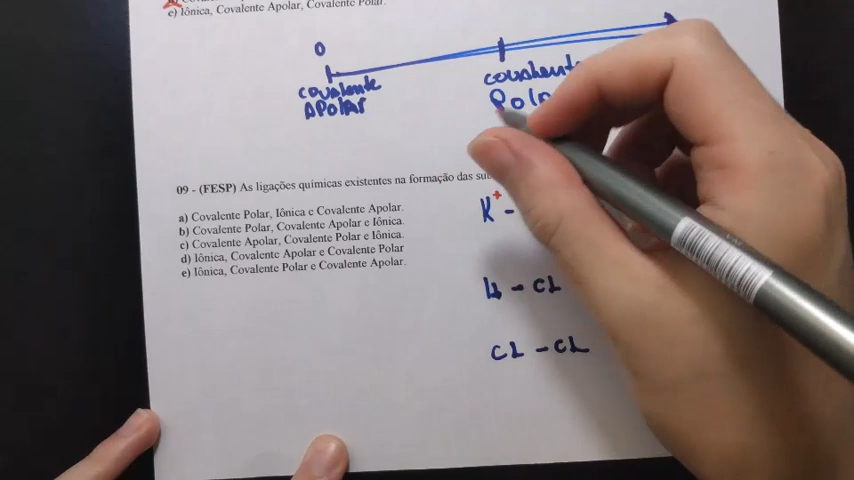 e) Iônica, Covalente Apolar, Covalente Polar.
0
covalente
APOLAR
covalente
Polar
09 - (FESP) As ligações químicas existentes na formação das
a) Covalente Polar, Iônica e Covalente Apolar.
b) Covalente Polar, Covalente Apolar e Iônica.
c) Covalente Apolar, Covalente Polar e Iônica.
d) Iônica, Covalente Apolar e Covalente Polar
e) Iônica, Covalente Polar e Covalente Apolar.
K+ -
H - CL
CL - CL